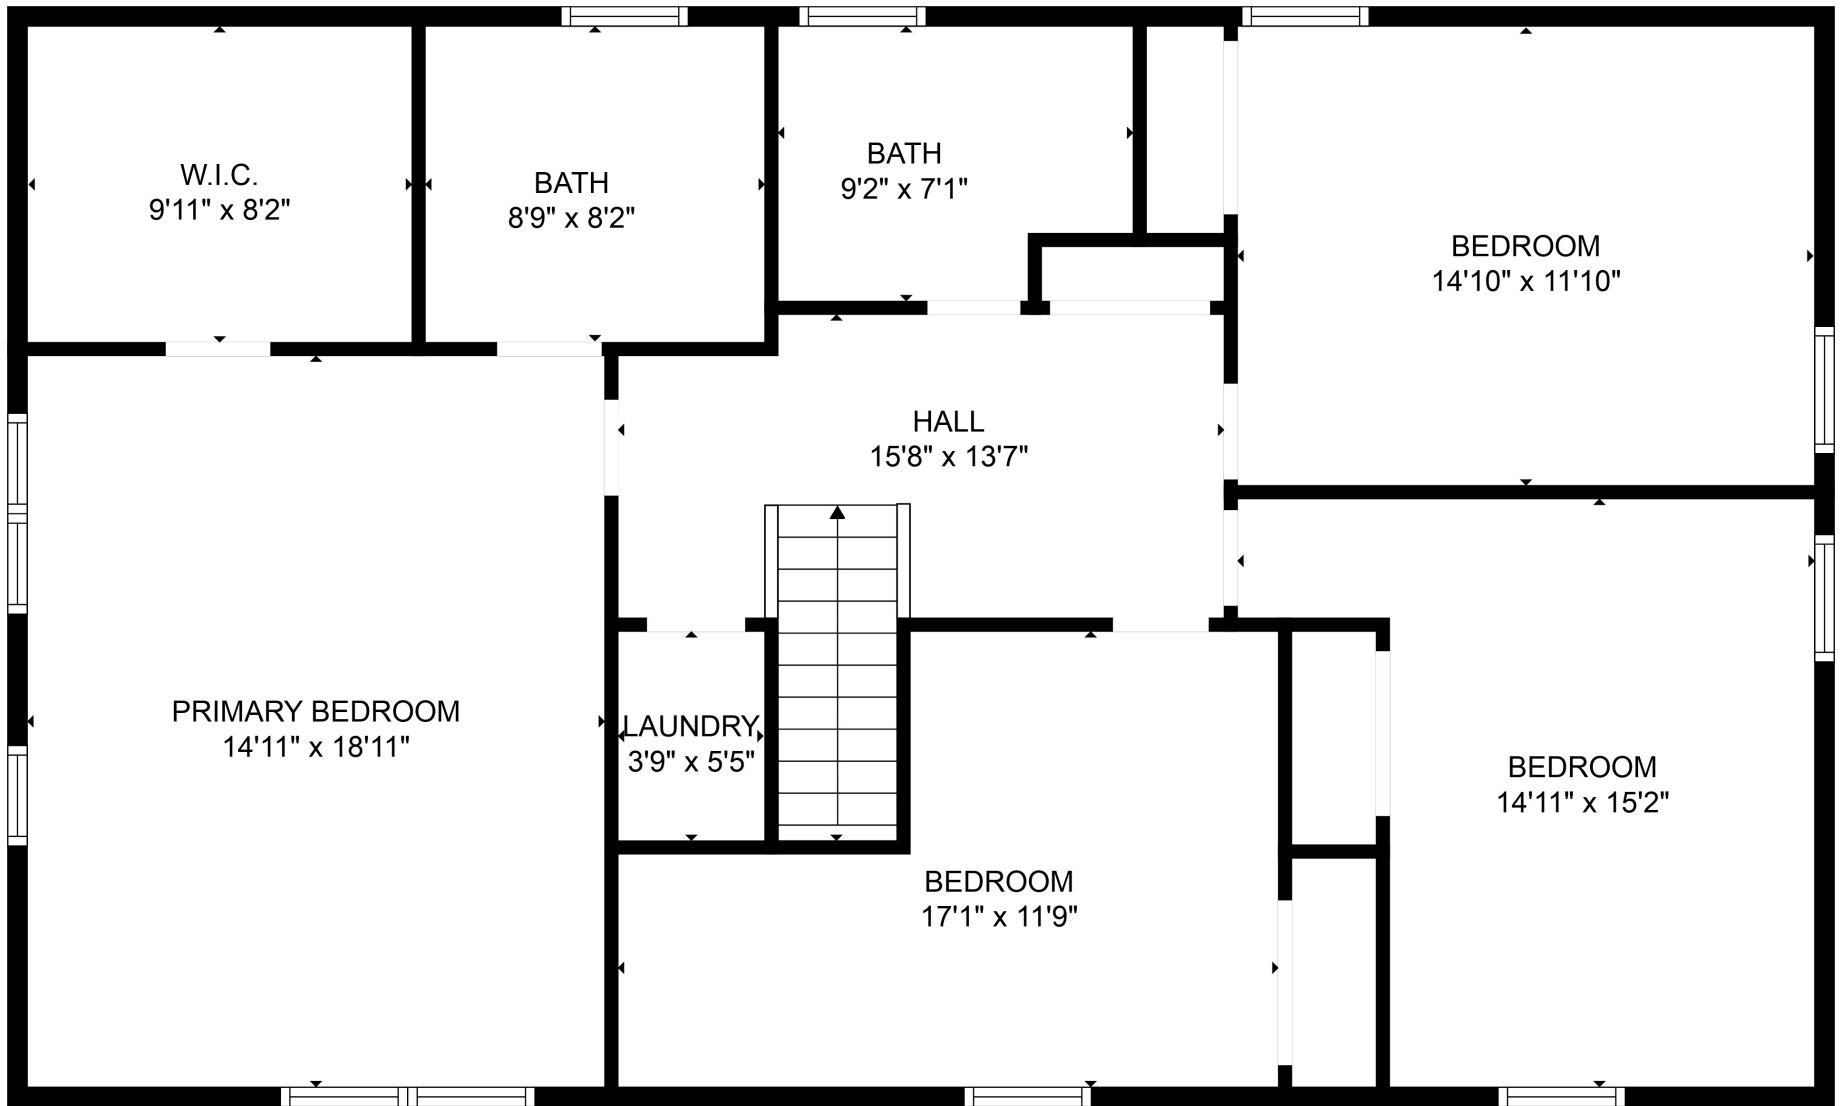 W.I.C.
9'11" x 8'2"
BATH
8'9" x 8'2"
BATH
9'2" x 7'1"
BEDROOM
14'10" x 11'10"
HALL
15'8" x 13'7"
PRIMARY BEDROOM
14'11" x 18'11"
LAUNDRY
3'9" x 5'5"
BEDROOM
17'1" x 11'9"
BEDROOM
14'11" x 15'2"